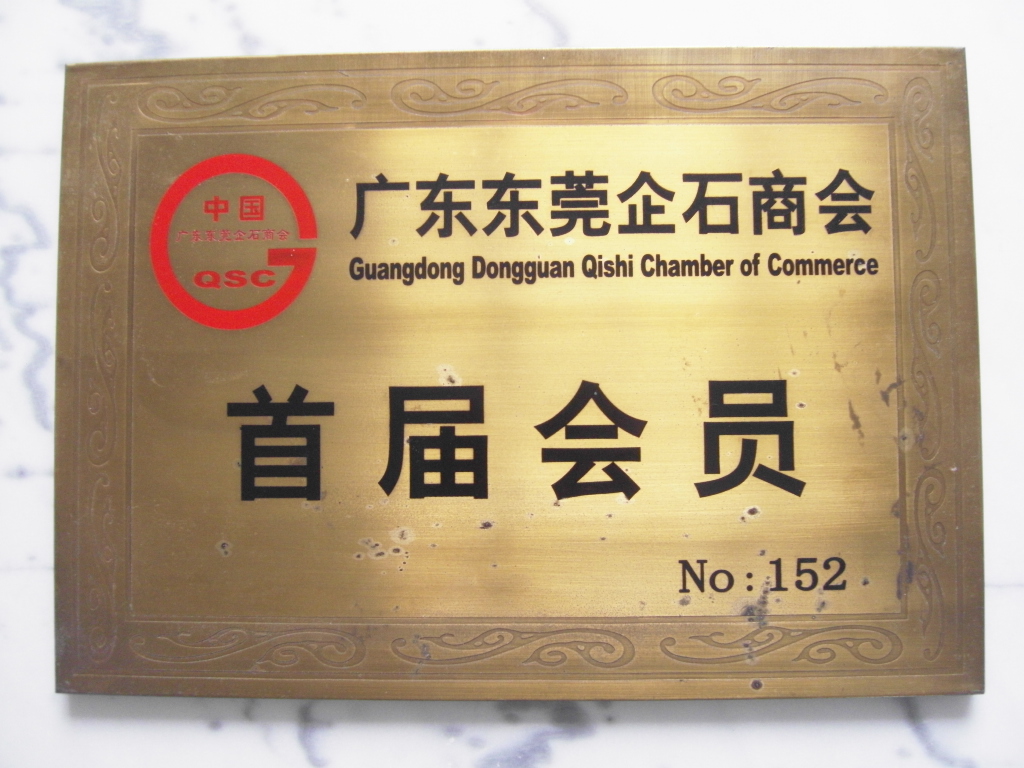 中国
广东东莞企石商会
QSC
广东东莞企石商会
Guangdong Dongguan Qishi Chamber of Commerce
首届会员
No:152